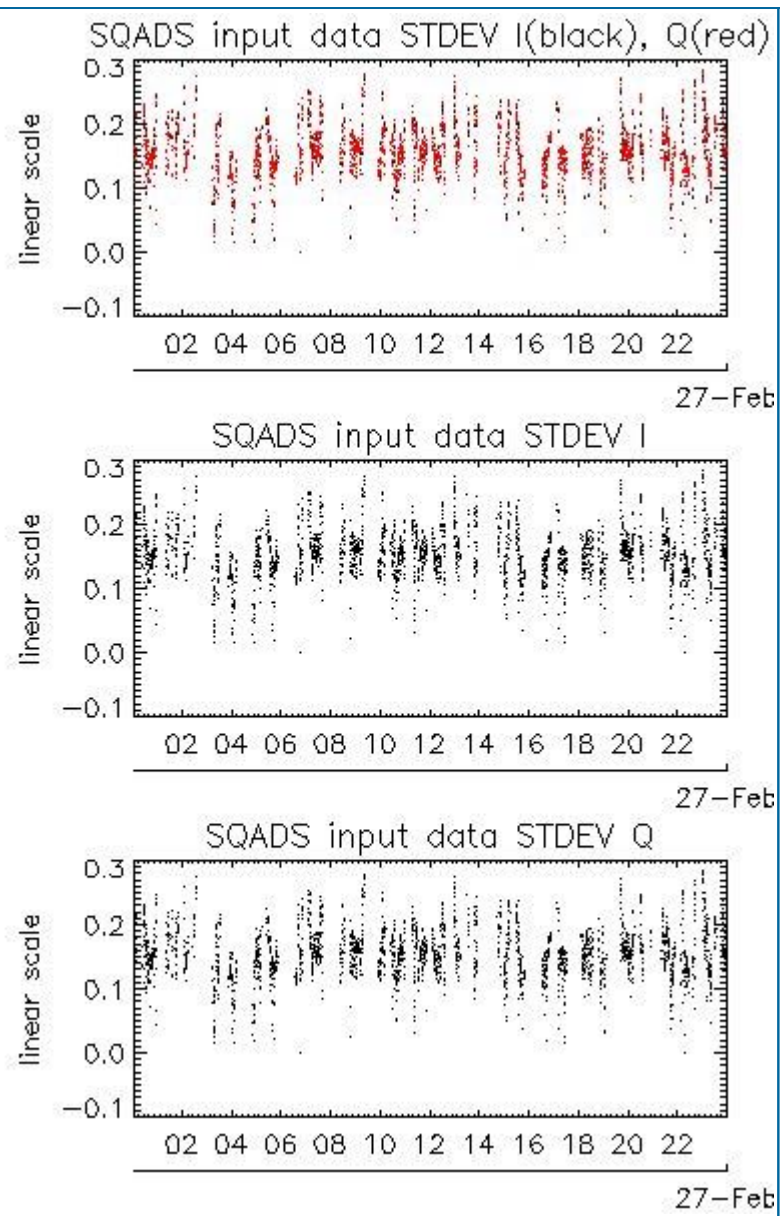 SQADS input data STDEV I(black), Q(red)
0.3
0.2
0.1
0.0
-0.1
linear scale
02 04 06 08 10 12 14 16 18 20 22
27-Feb
SQADS input data STDEV I
0.3
0.2
0.1
0.0
-0.1
linear scale
02 04 06 08 10 12 14 16 18 20 22
27-Feb
SQADS input data STDEV Q
0.3
0.2
0.1
0.0
-0.1
linear scale
02 04 06 08 10 12 14 16 18 20 22
27-Feb